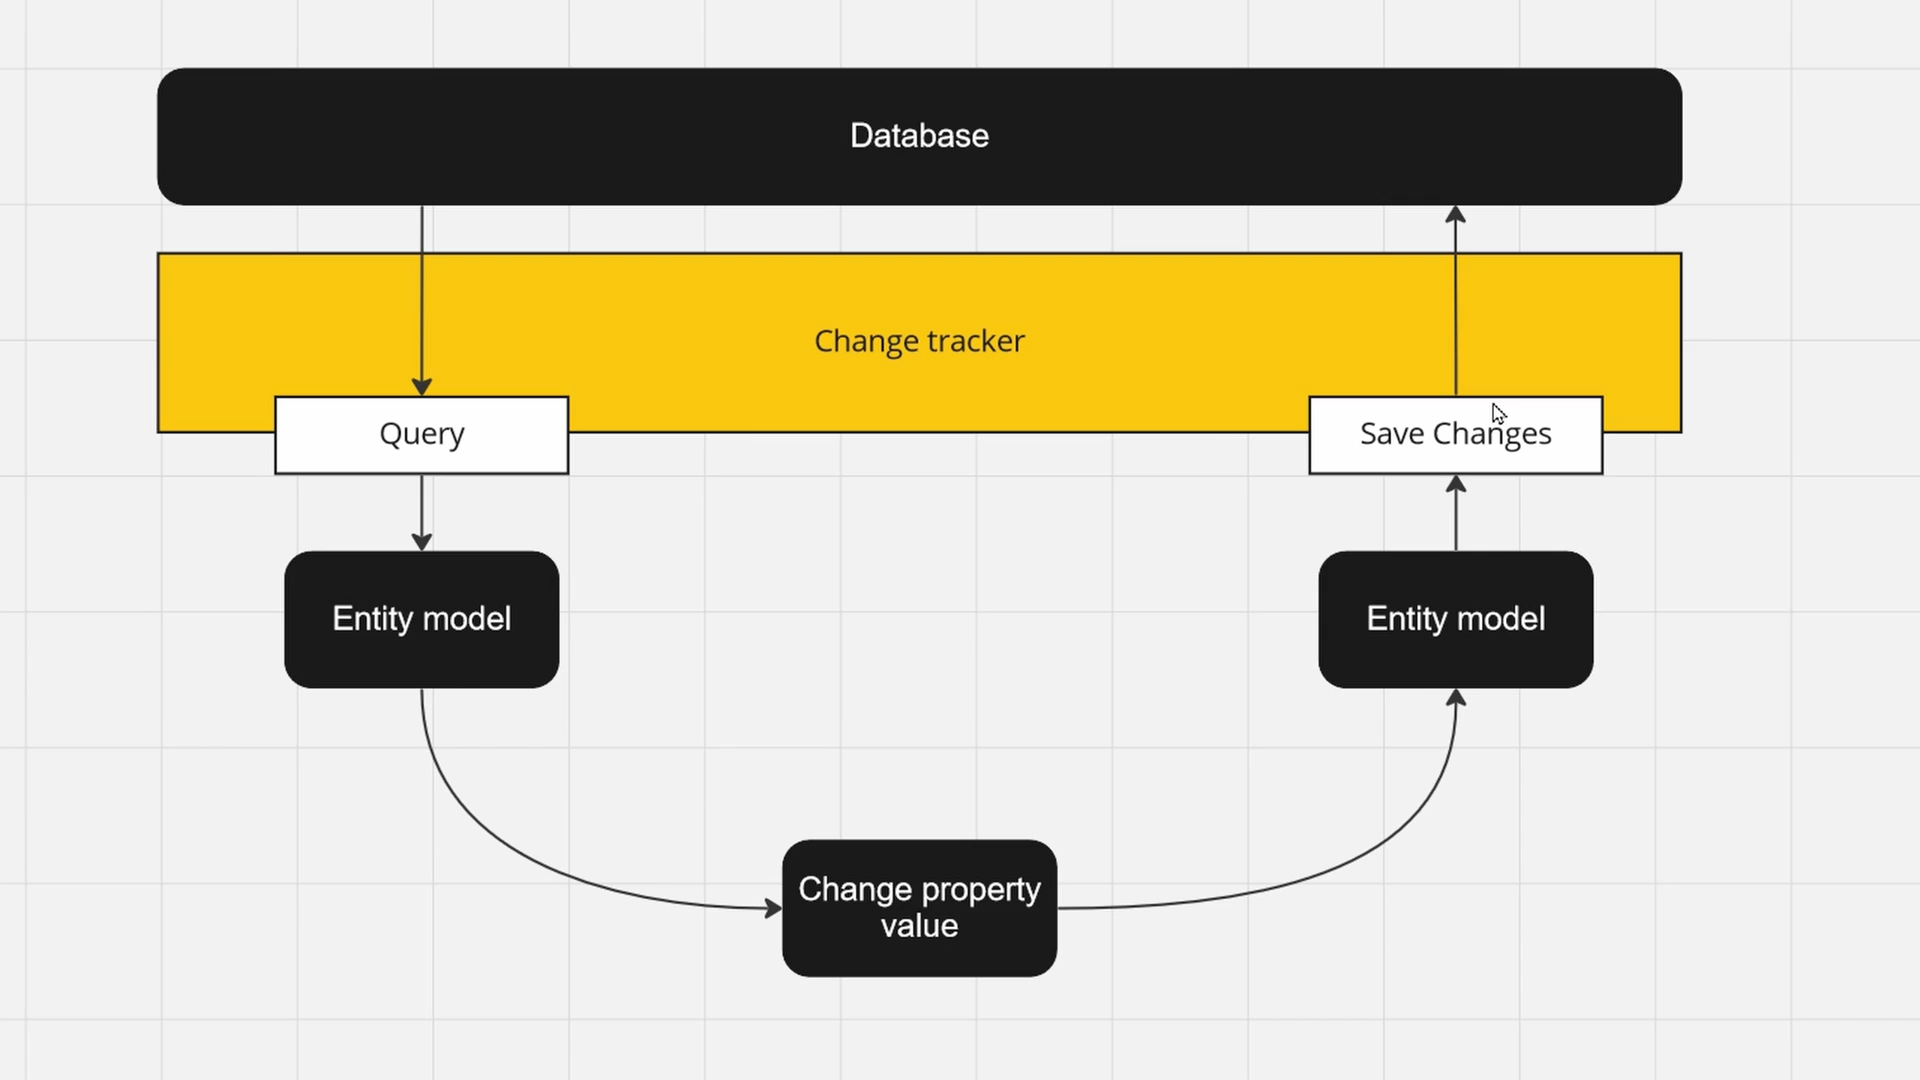 Database
Change tracker
Query
Save Changes
Entity model
Entity model
Change property
value